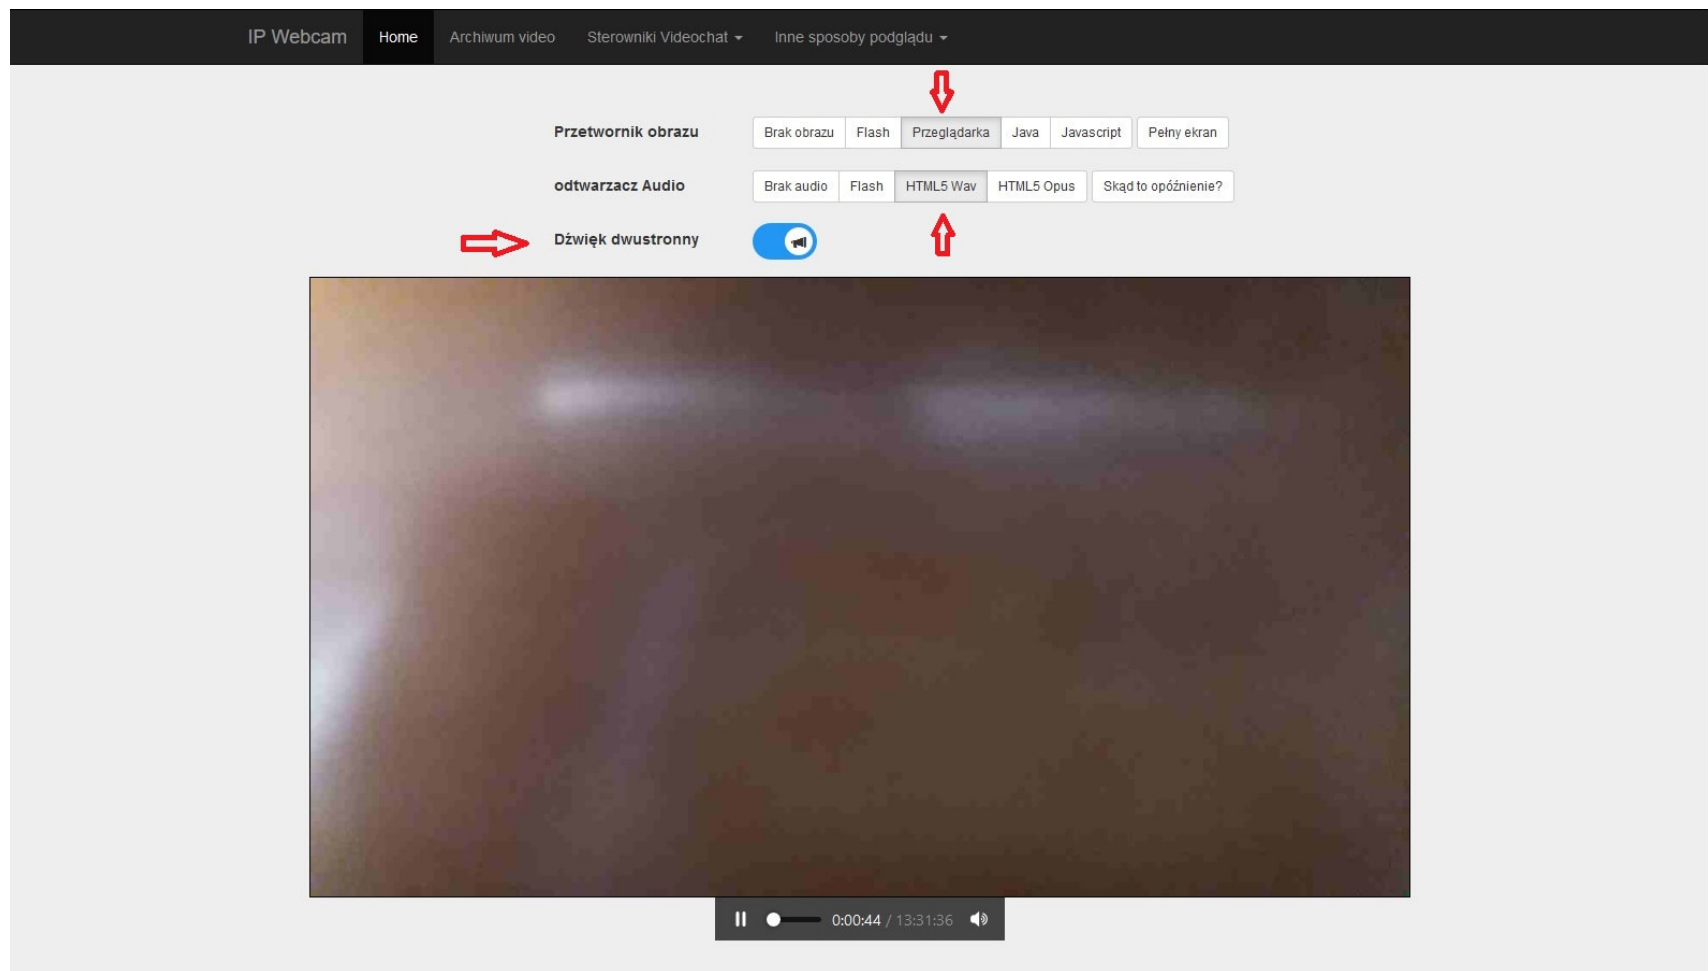 IP Webcam Home Archiwum video Sterowniki Videochat Inne sposoby podglądu
Przetwornik obrazu Brak obrazu Flash Przeglądarka Java Javascript Pełny ekran
odtwarzacz Audio Brak audio Flash HTML5 Wav HTML5 Opus Skąd to opóźnienie?
Dźwięk dwustronny
0:00:44 / 13:31:36